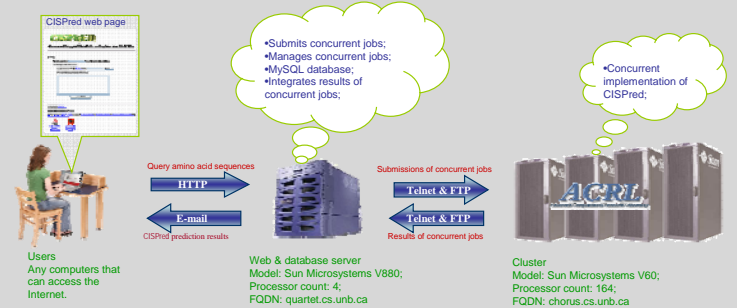 CISPred web page
CISPred
•Submits concurrent jobs;
•Manages concurrent jobs;
•MySQL database;
•Integrates results of
concurrent jobs;
•Concurrent
implementation of
CISPred;
Query amino acid sequences
HTTP
E-mail
CISPred prediction results
Submissions of concurrent jobs
Telnet & FTP
Telnet & FTP
Results of concurrent jobs
ACRL
Users
Any computers that
can access the
Internet.
Web & database server
Model: Sun Microsystems V880;
Processor count: 4;
FQDN: quartet.cs.unb.ca
Cluster
Model: Sun Microsystems V60;
Processor count: 164;
FQDN: chorus.cs.unb.ca